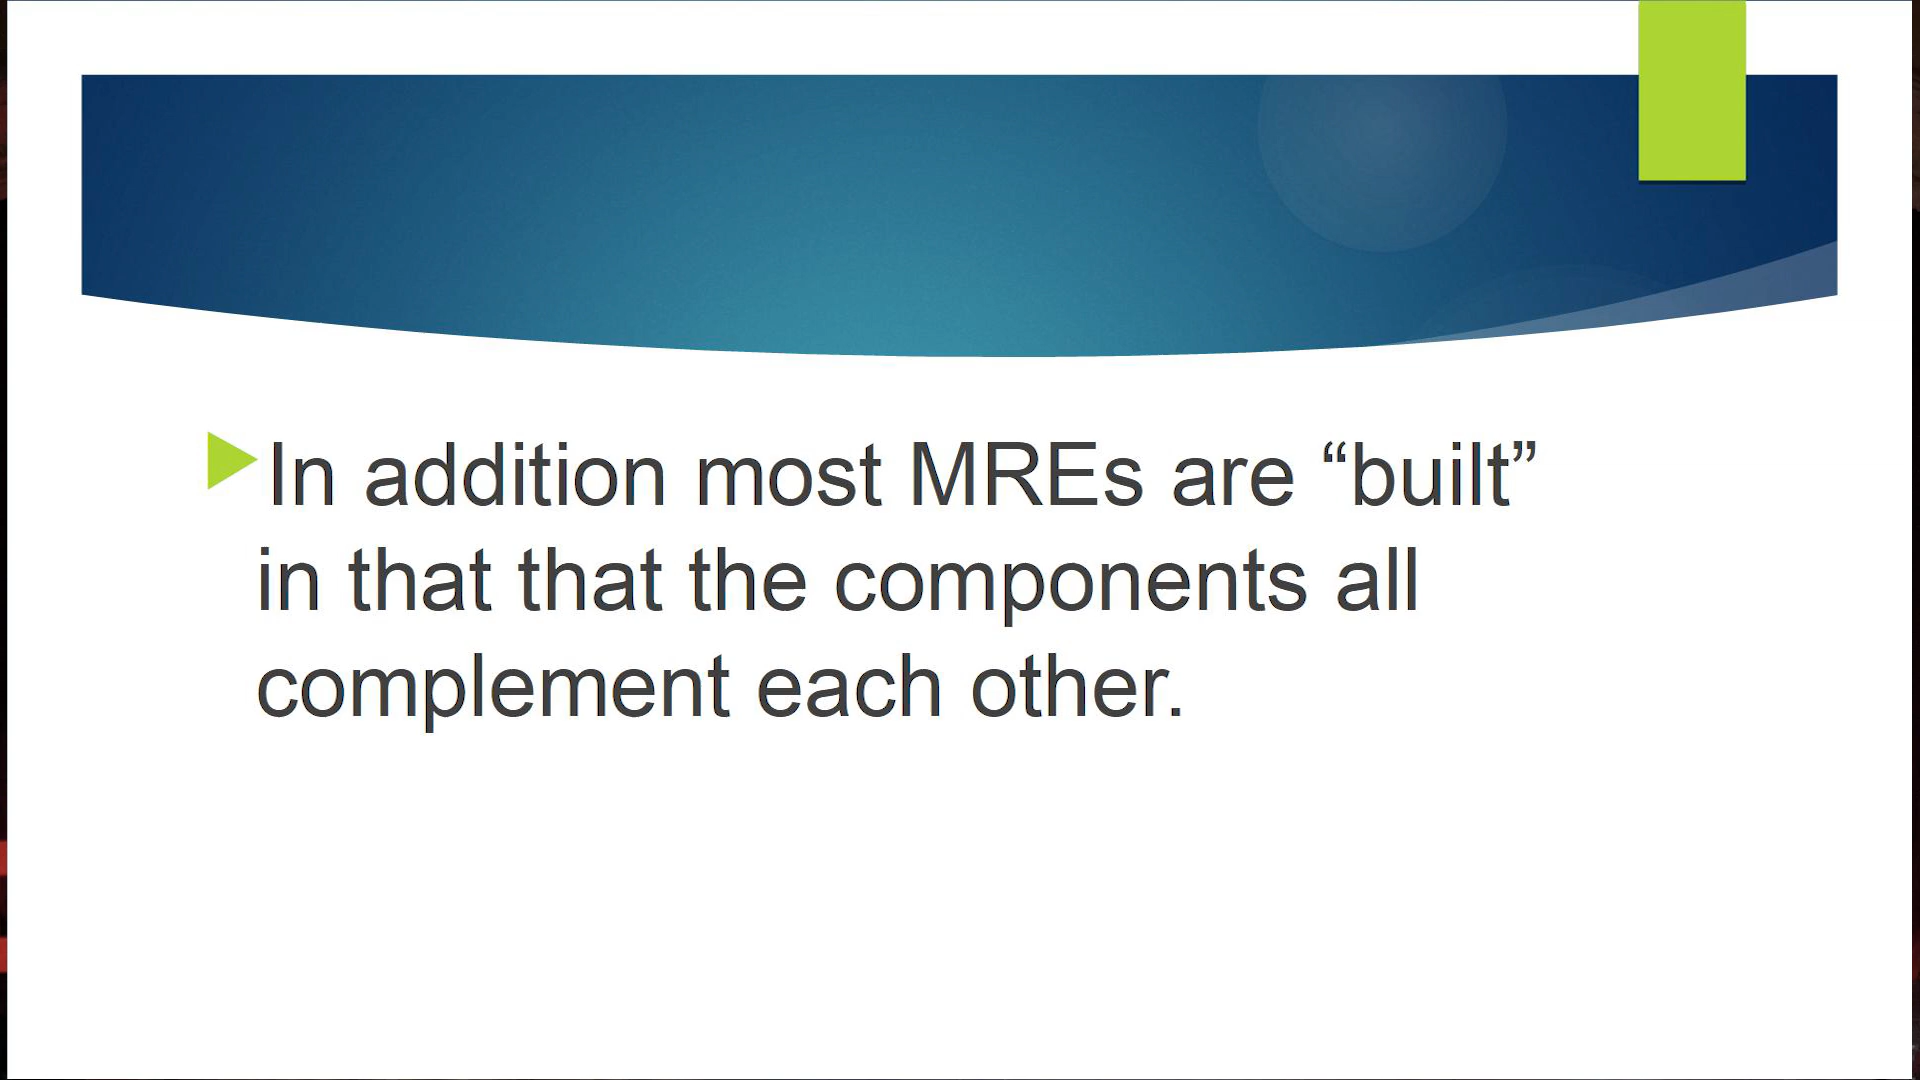 In addition most MREs are “built”
in that that the components all
complement each other.